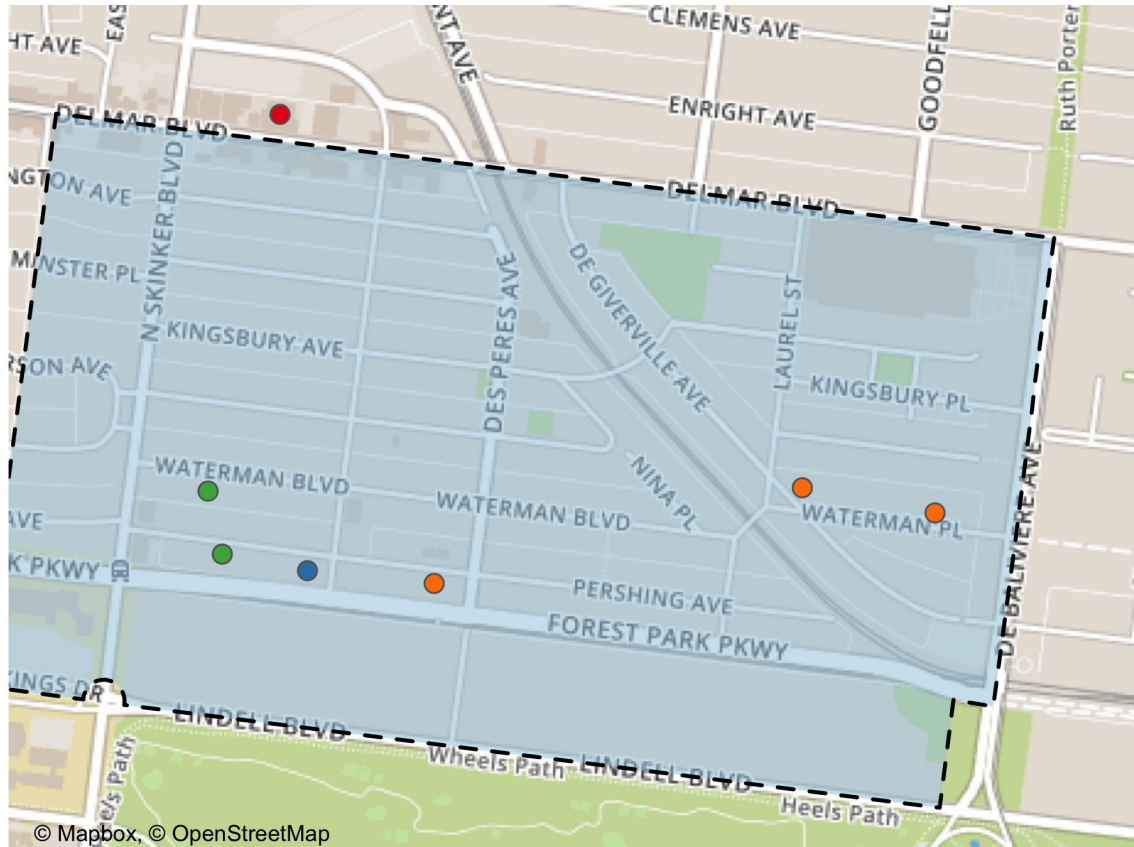 CLEMENS AVE
HT AVE
EAS
NT AVE
GOODFELL
Ruth Porter
ENRIGHT AVE
DELMAR BLVD
NGTON AVE
DELMAR BLVD
N SKINKER BLVD
MINSTER PL
DE GIVERVILLE AVE
DES PERES AVE
LAUREL ST
KINGSBURY AVE
RSON AVE
KINGSBURY PL
WATERMAN BLVD
NINA PL
WATERMAN BLVD
WATERMAN PL
AVE
DE BALIVIERE AVE
K PKWY
PERSHING AVE
FOREST PARK PKWY
KINGS DR
LINDELL BLVD
Wheels Path
LINDELL BLVD
els Path
Heels Path
© Mapbox, © OpenStreetMap